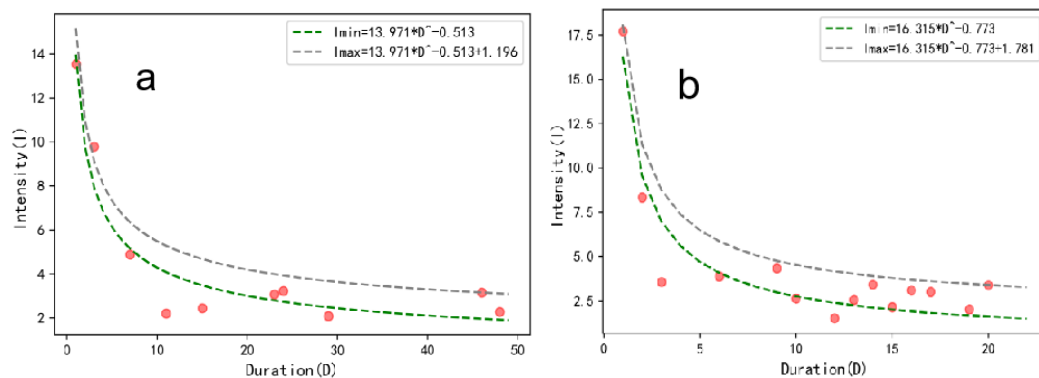 a
Imin=13.971*D^-0.513
Imax=13.971*D^-0.513+1.196
Intensity(I)
14
12
10
8
6
4
2
0 10 20 30 40 50
Duration(D)
b
Imin=16.315*D^-0.773
Imax=16.315*D^-0.773+1.781
Intensity(I)
17.5
15.0
12.5
10.0
7.5
5.0
2.5
0 5 10 15 20
Duration(D)